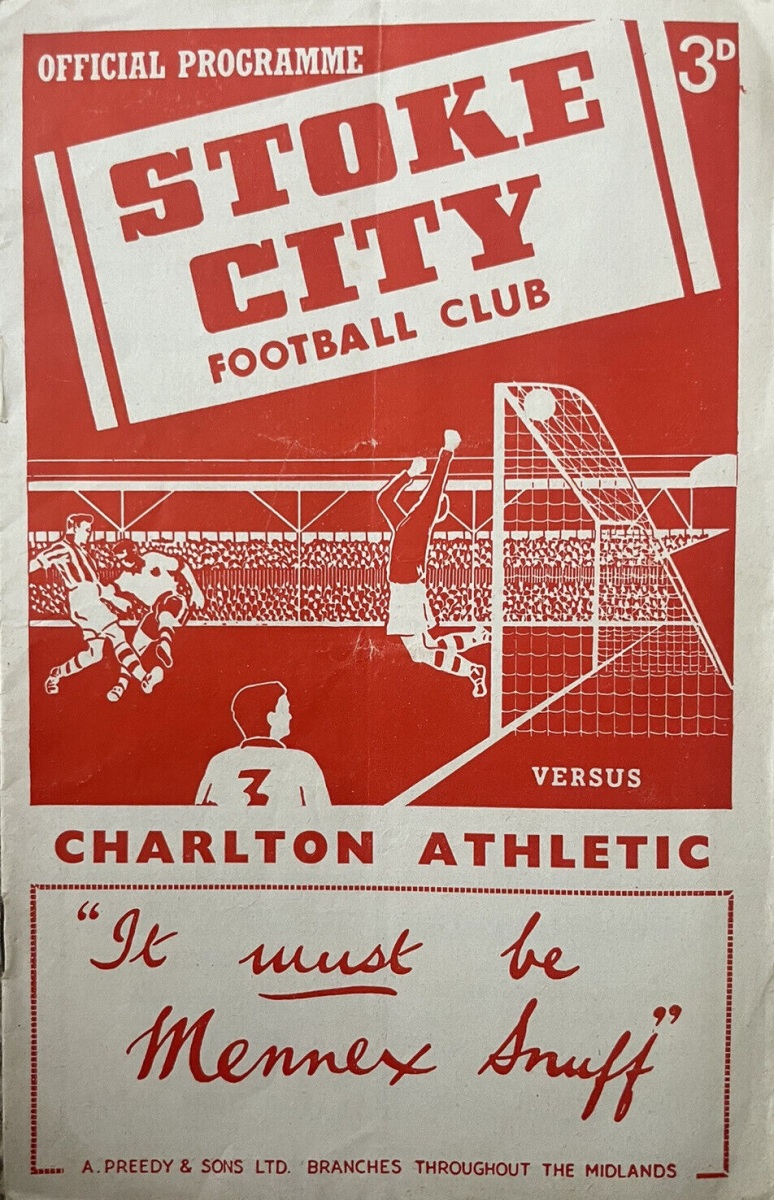 OFFICIAL PROGRAMME
3D
STOKE
CITY
FOOTBALL CLUB
3
VERSUS
CHARLTON ATHLETIC
"It must be
Mennex Snuff"
A. PREEDY & SONS LTD. BRANCHES THROUGHOUT THE MIDLANDS